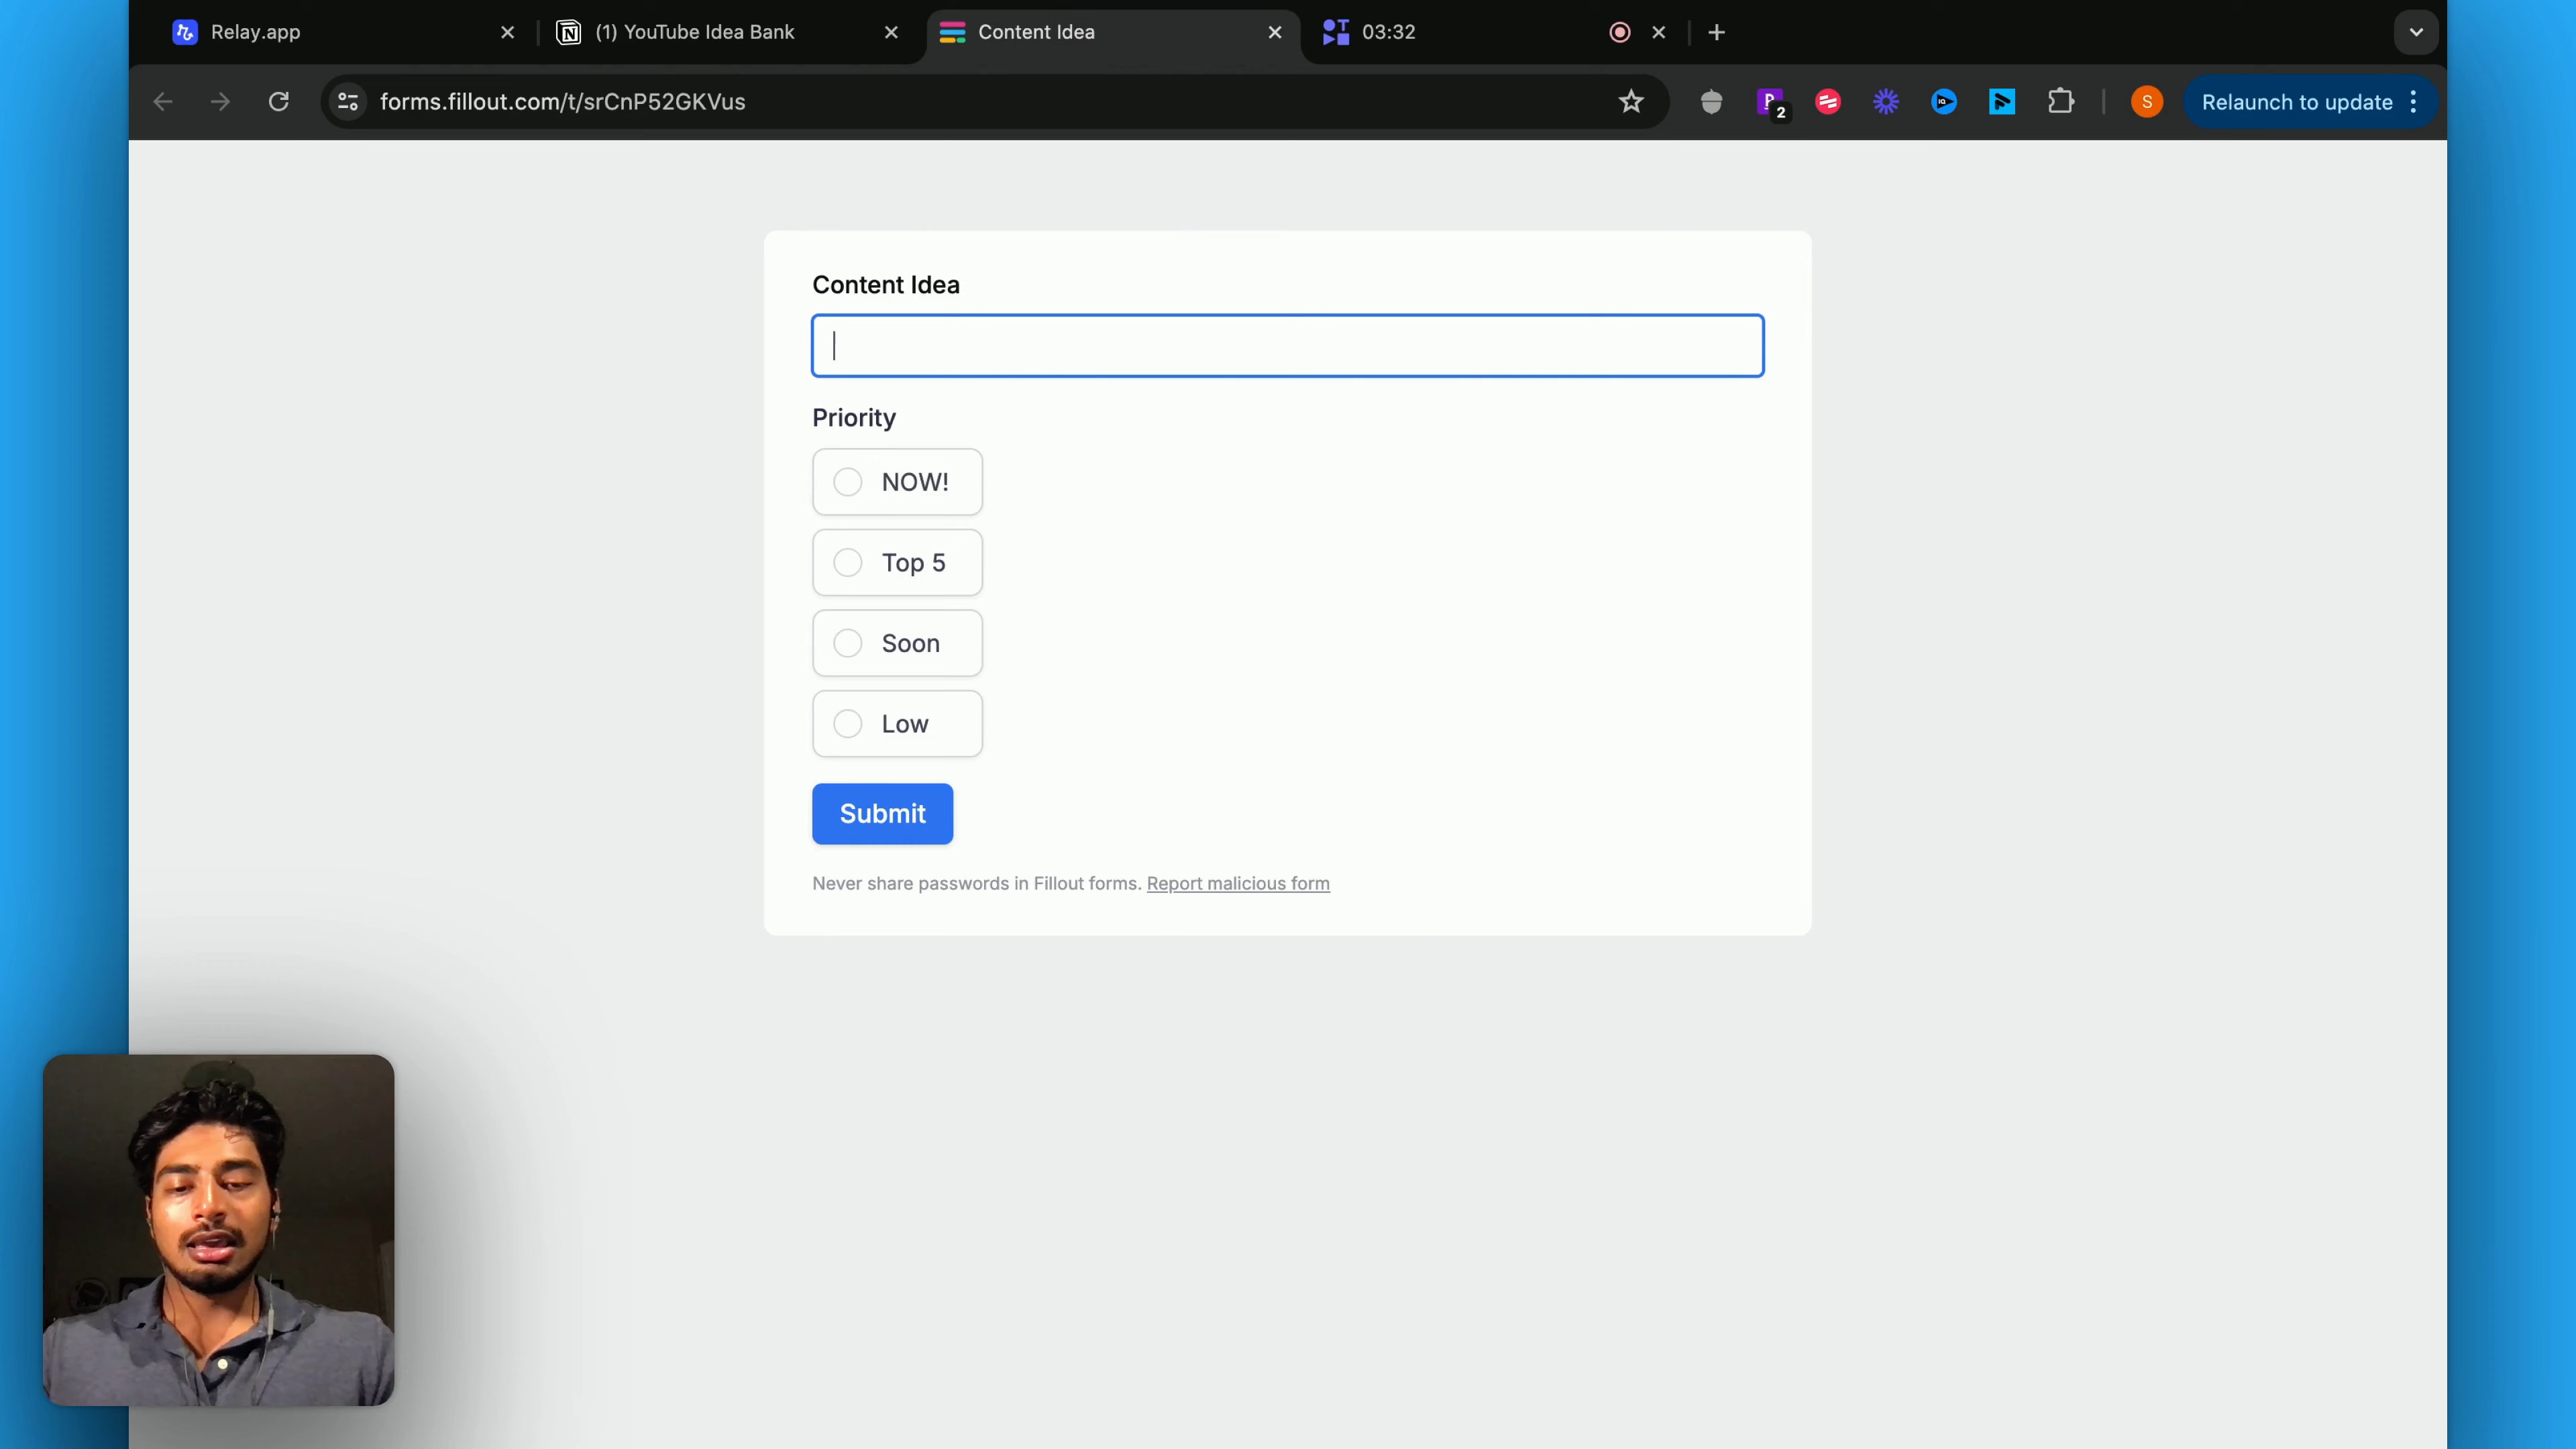 Relay.app
(1) YouTube Idea Bank
Content Idea
03:32
forms.fillout.com/t/srCnP52GKVus
2
S
Relaunch to update
Content Idea
Priority
NOW!
Top 5
Soon
Low
Submit
Never share passwords in Fillout forms. Report malicious form